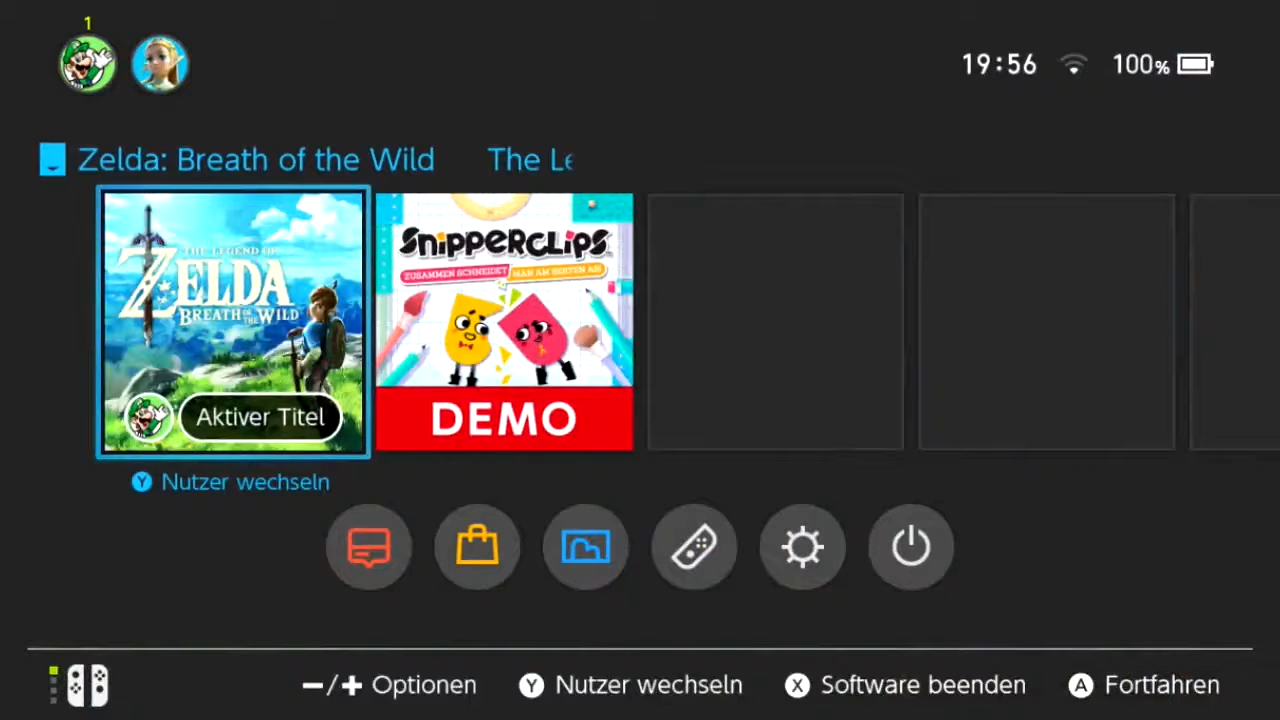 1
19:56 100%
Zelda: Breath of the Wild The Le
THE LEGEND OF
ZELDA
BREATH OF THE WILD
Aktiver Titel
SNIPPERCLIPS
ZUSAMMEN SCHNEIDET MAN AM BESTEN AB!
DEMO
Y Nutzer wechseln
−/+ Optionen Y Nutzer wechseln X Software beenden A Fortfahren